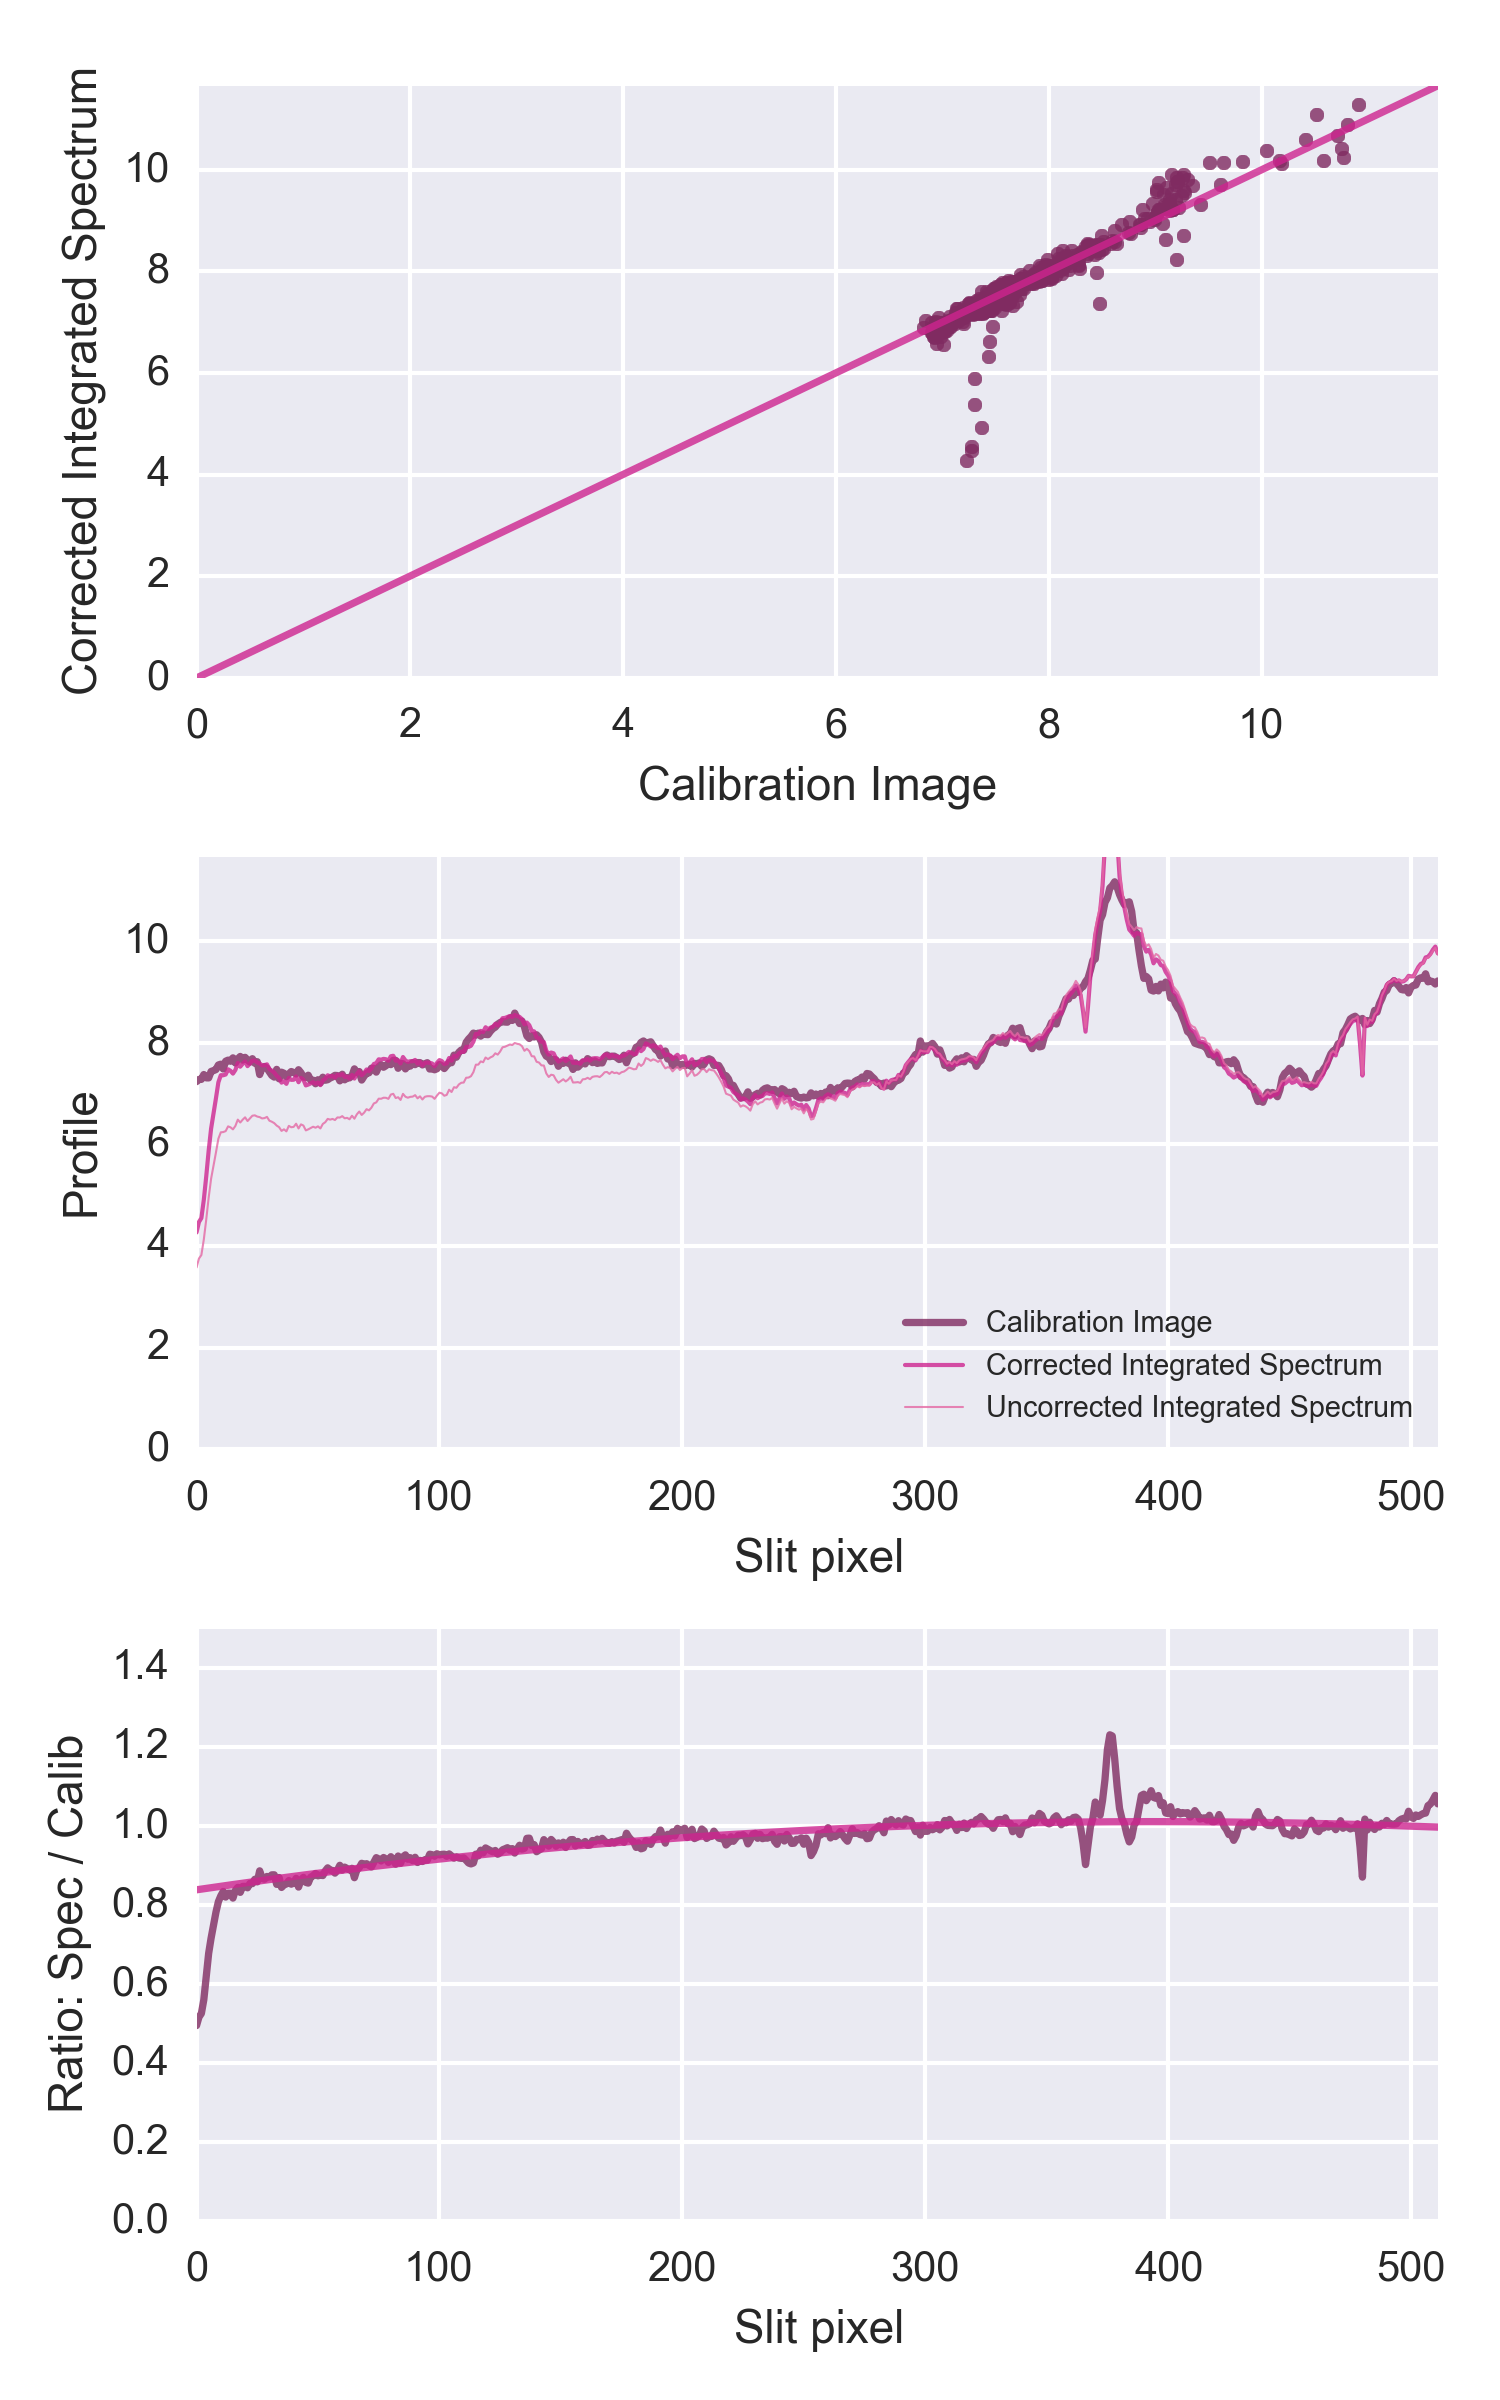 Corrected Integrated Spectrum
10
8
6
4
2
0
0 2 4 6 8 10
Calibration Image
Profile
10
8
6
4
2
0
Calibration Image
Corrected Integrated Spectrum
Uncorrected Integrated Spectrum
0 100 200 300 400 500
Slit pixel
Ratio: Spec / Calib
1.4
1.2
1.0
0.8
0.6
0.4
0.2
0.0
0 100 200 300 400 500
Slit pixel